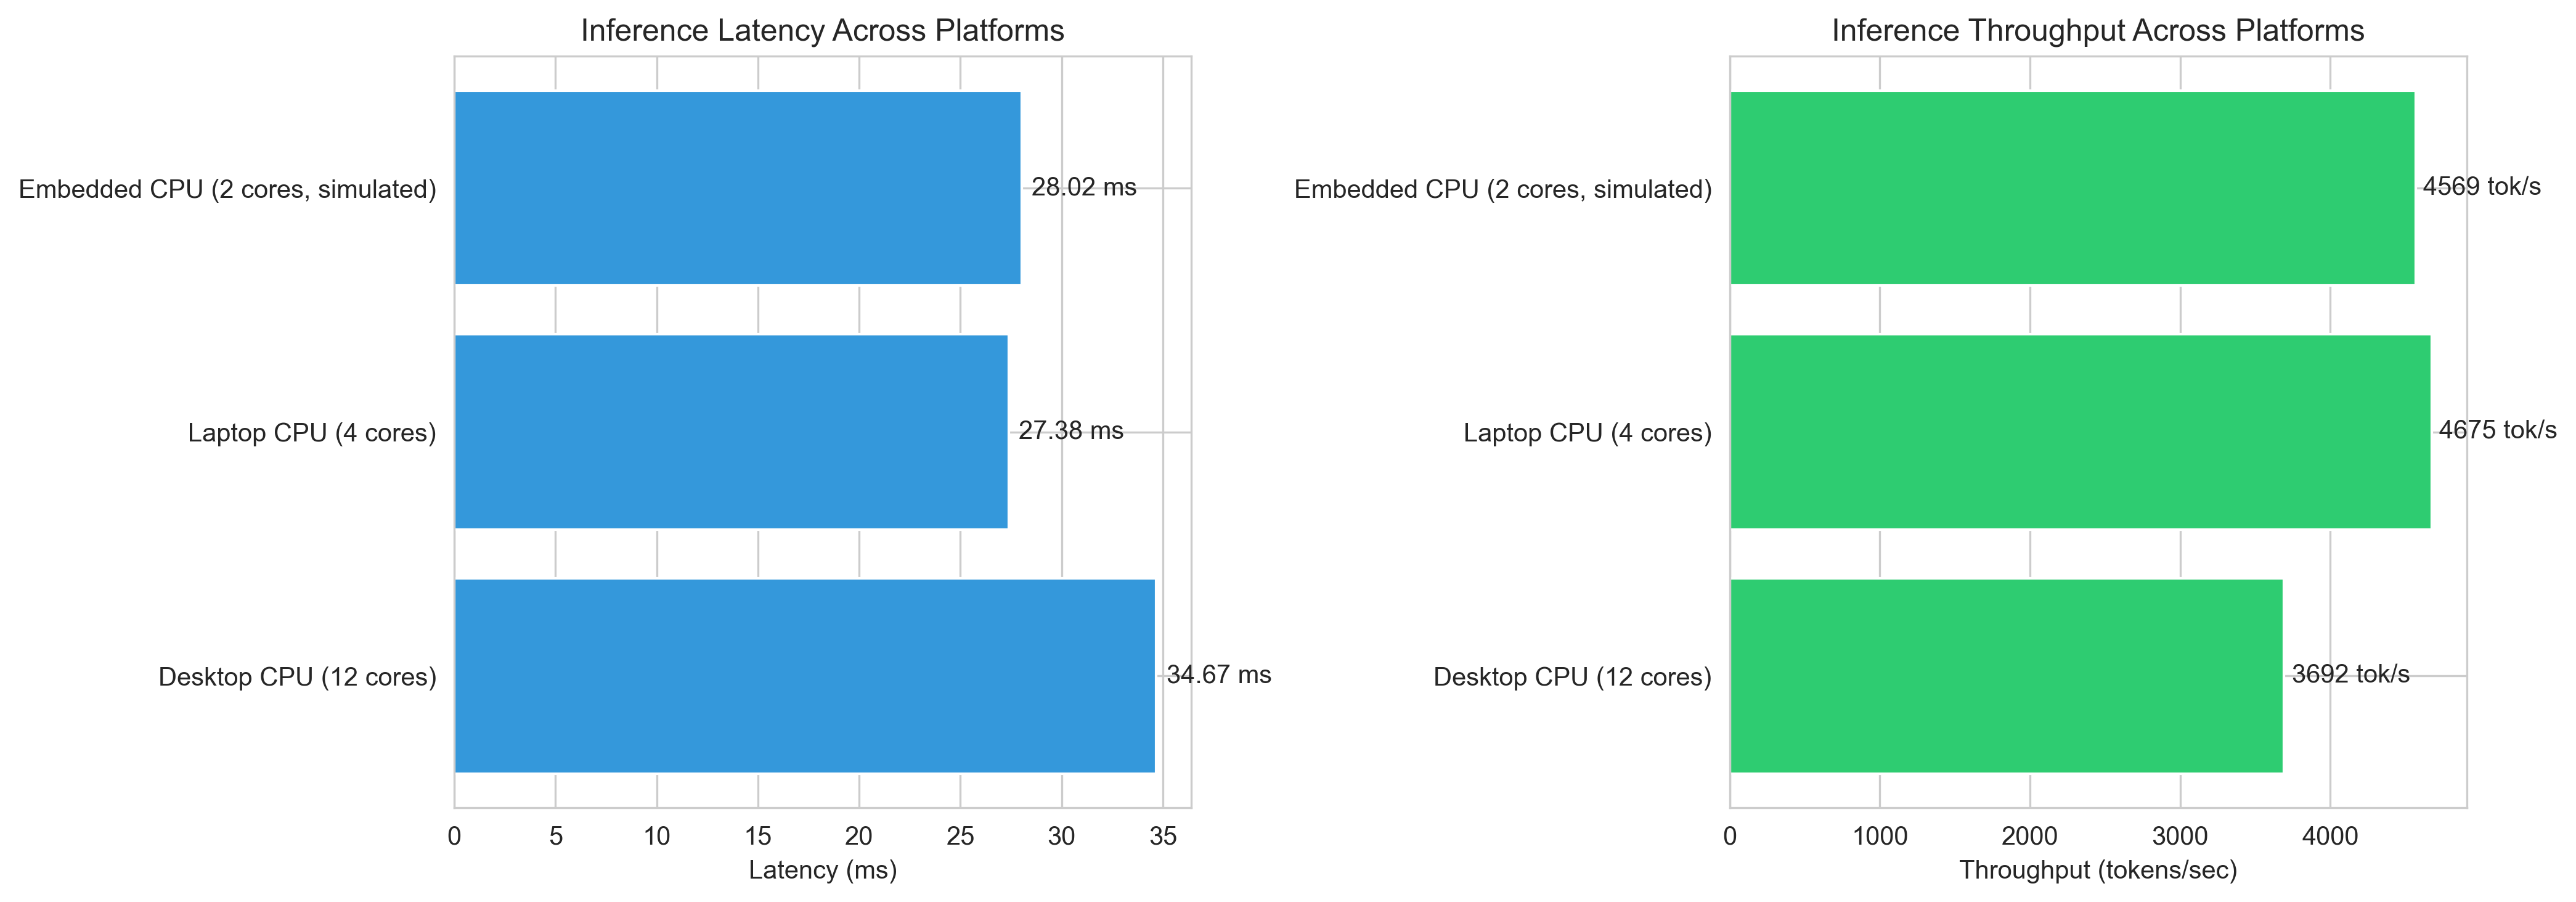 Inference Latency Across Platforms
Embedded CPU (2 cores, simulated)
28.02 ms
Laptop CPU (4 cores)
27.38 ms
Desktop CPU (12 cores)
34.67 ms
0 5 10 15 20 25 30 35
Latency (ms)
Inference Throughput Across Platforms
Embedded CPU (2 cores, simulated)
4569 tok/s
Laptop CPU (4 cores)
4675 tok/s
Desktop CPU (12 cores)
3692 tok/s
0 1000 2000 3000 4000
Throughput (tokens/sec)